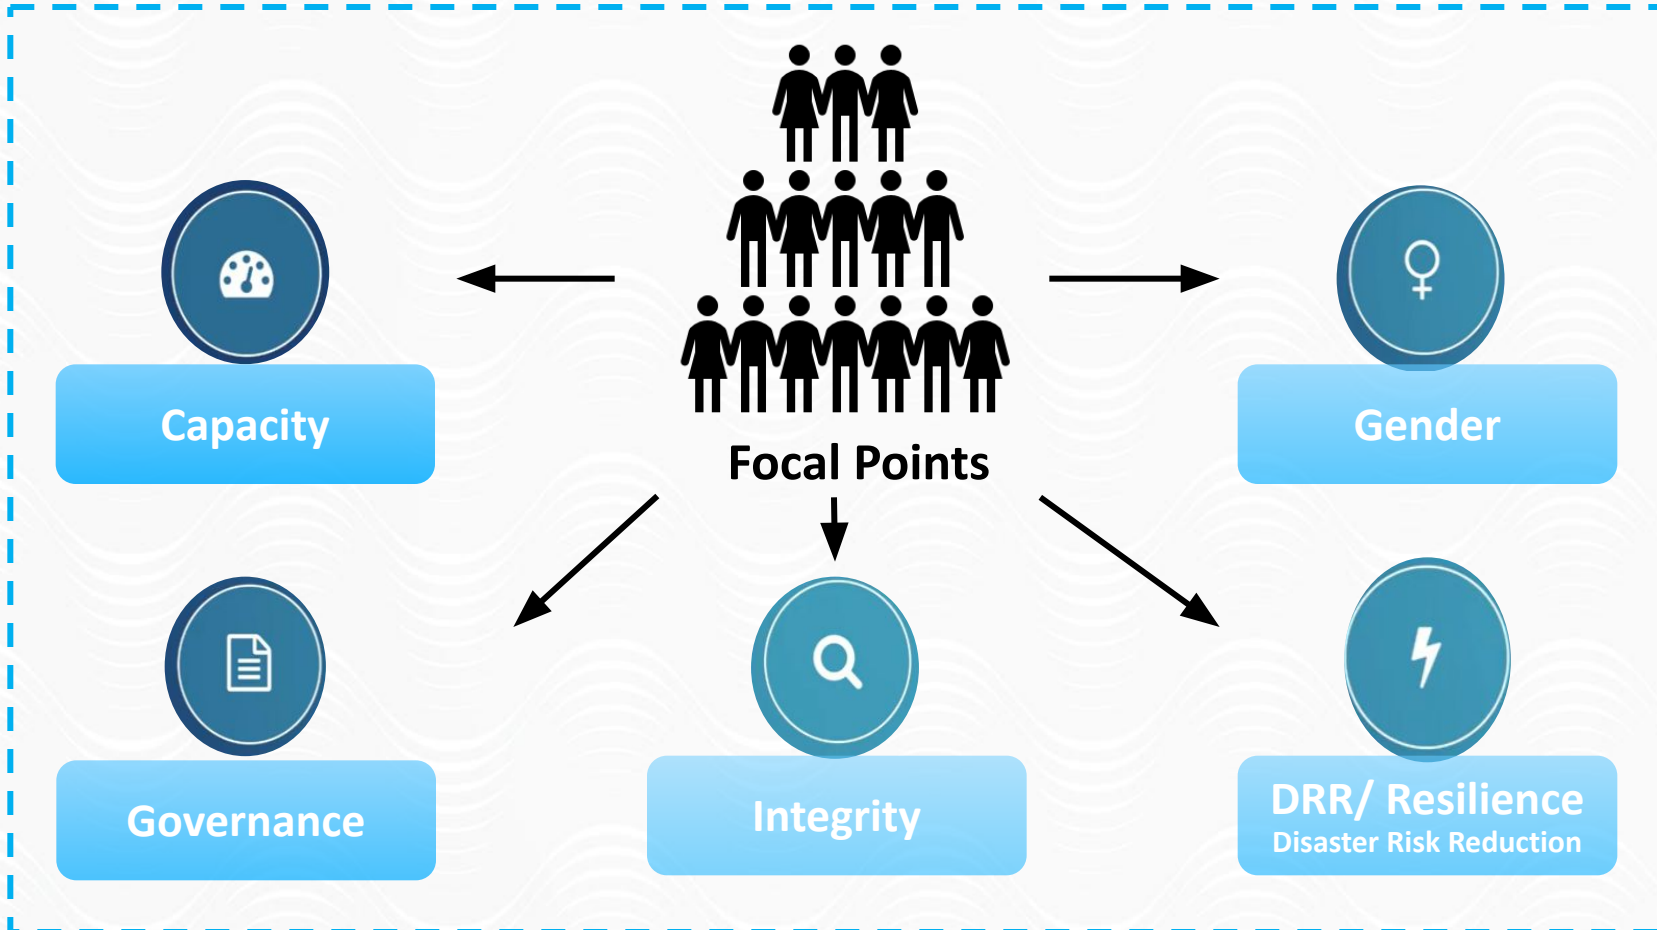 Capacity
Gender
Focal Points
Governance
Integrity
DRR/ Resilience
Disaster Risk Reduction